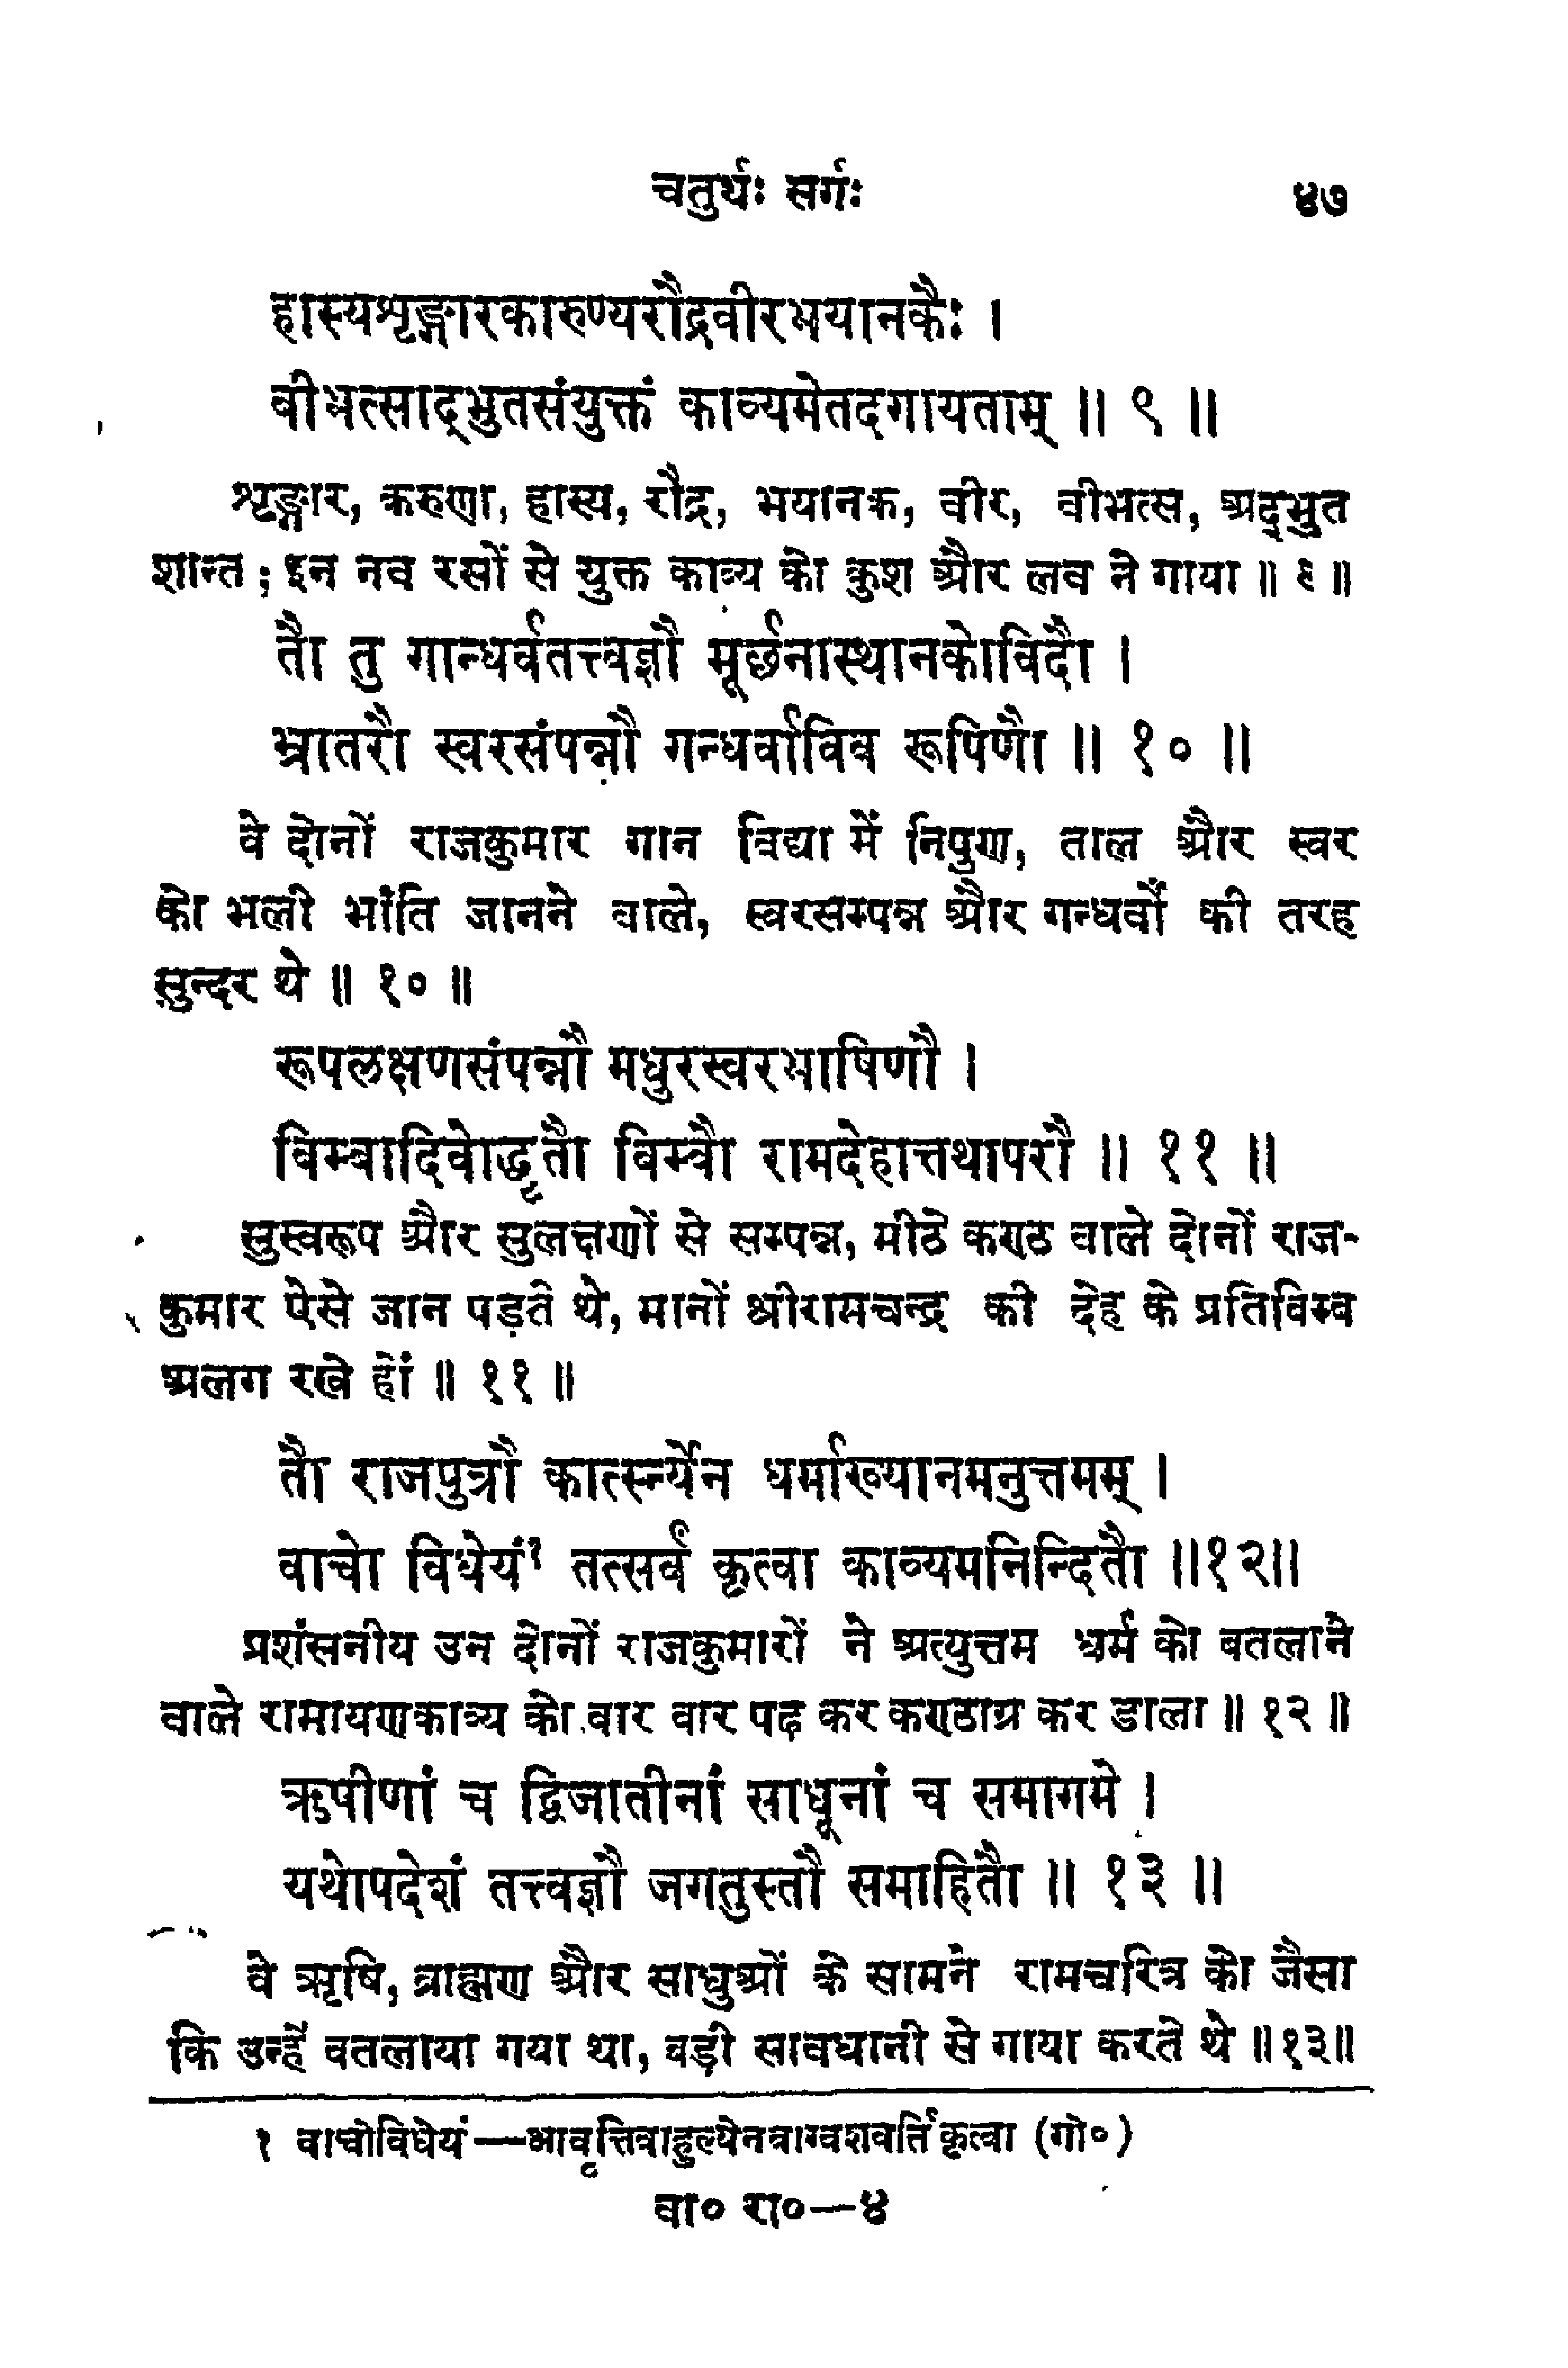 चतुर्थः सर्गः ४७
हास्यशृङ्गारकारुण्यरौद्रवीरभयानकैः ।
वीभत्साद्भुतसंयुक्तं काव्यमेतदगायताम् ॥ ९ ॥
शृङ्गार, करुणा, हास्य, रौद्र, भयानक, वीर, वीभत्स, अद्भुत
शान्त ; इन नव रसों से युक्त काव्य को कुश और लव ने गाया ॥ ९ ॥
तौ तु गान्धर्वतत्त्वज्ञौ मूर्छनास्थानकोविदौ ।
भ्रातरौ स्वरसंपन्नौ गन्धर्वाविव रूपिणौ ॥ १० ॥
वे दोनों राजकुमार गान विद्या में निपुण, ताल और स्वर
को भली भांति जानने वाले, स्वरसम्पन्न और गन्धर्वों की तरह
सुन्दर थे ॥ १० ॥
रूपलक्षणसंपन्नौ मधुरस्वरभाषिणौ ।
विम्वादिवोद्धृतौ विम्वौ रामदेहात्तथापरौ ॥ ११ ॥
सुस्वरूप और सुलक्षणों से सम्पन्न, मीठे कण्ठ वाले दोनों राज-
कुमार ऐसे जान पड़ते थे, मानों श्रीरामचन्द्र की देह के प्रतिविम्व
अलग रखे हों ॥ ११ ॥
तौ राजपुत्रौ कार्त्स्न्येन धर्माख्यानमनुत्तमम् ।
वाचो विधेयं१ तत्सर्वं कृत्वा काव्यमनिन्दितौ ॥१२॥
प्रशंसनीय उन दोनों राजकुमारों ने अत्युत्तम धर्म को बतलाने
वाले रामायणकाव्य को वार वार पढ़ कर कण्ठाग्र कर डाला ॥ १२ ॥
ऋषीणां च द्विजातीनां साधूनां च समागमे ।
यथोपदेशं तत्त्वज्ञौ जगतुस्तौ समाहितौ ॥ १३ ॥
वे ऋषि, ब्राह्मण और साधुओं के सामने रामचरित्र को जैसा
कि उन्हें वतलाया गया था, वड़ी सावधानी से गाया करते थे ॥१३॥
१ वाचोविधेयं—आवृत्तिवाहुल्येनवाग्वशवर्तिकृत्वा (गो०)
वा० रा०—४